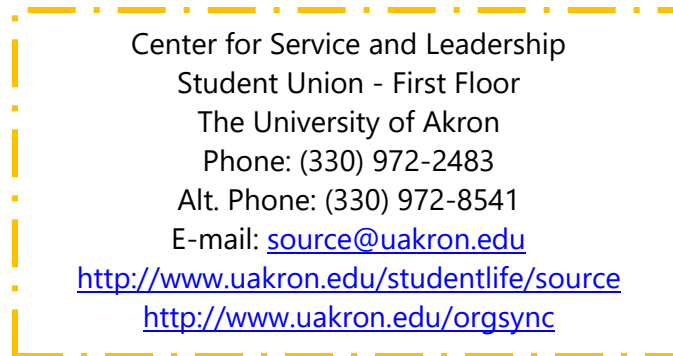 Center for Service and Leadership
Student Union - First Floor
The University of Akron
Phone: (330) 972-2483
Alt. Phone: (330) 972-8541
E-mail: source@uakron.edu
http://www.uakron.edu/studentlife/source
http://www.uakron.edu/orgsync